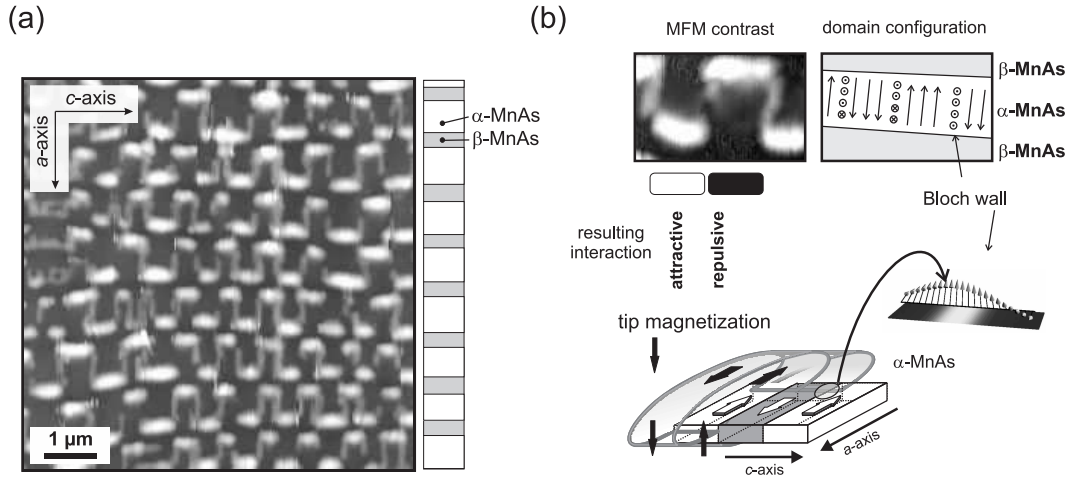 (a)
c-axis
a-axis
α-MnAs
β-MnAs
1 μm
(b)
MFM contrast
domain configuration
β-MnAs
α-MnAs
β-MnAs
Bloch wall
resulting
interaction
attractive
repulsive
tip magnetization
α-MnAs
a-axis
c-axis